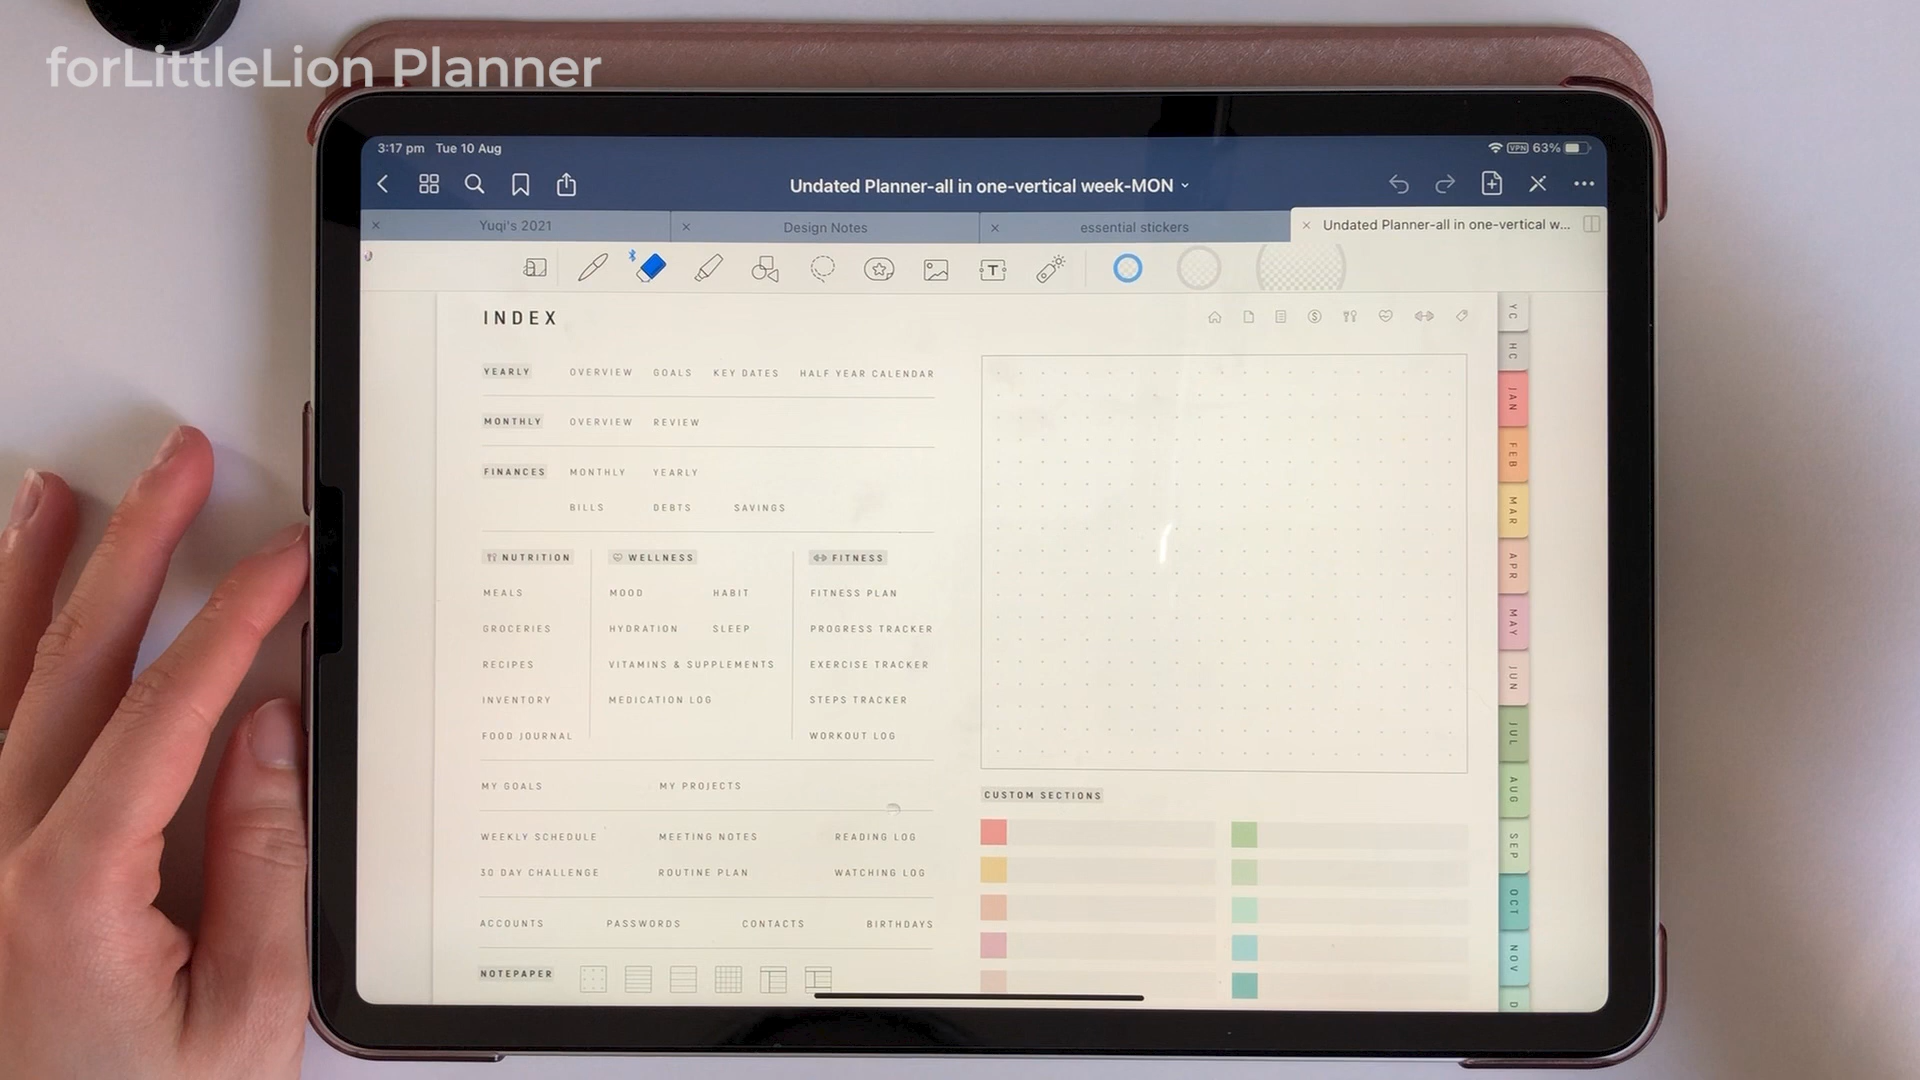 forLittleLion Planner
3:17 pm Tue 10 Aug
VPN 63%
Undated Planner-all in one-vertical week-MON
Yuqi's 2021
Design Notes
essential stickers
Undated Planner-all in one-vertical w...
INDEX
YEARLY OVERVIEW GOALS KEY DATES HALF YEAR CALENDAR
MONTHLY OVERVIEW REVIEW
FINANCES MONTHLY YEARLY
BILLS DEBTS SAVINGS
NUTRITION WELLNESS FITNESS
MEALS MOOD HABIT FITNESS PLAN
GROCERIES HYDRATION SLEEP PROGRESS TRACKER
RECIPES VITAMINS & SUPPLEMENTS EXERCISE TRACKER
INVENTORY MEDICATION LOG STEPS TRACKER
FOOD JOURNAL WORKOUT LOG
MY GOALS MY PROJECTS
WEEKLY SCHEDULE MEETING NOTES READING LOG
30 DAY CHALLENGE ROUTINE PLAN WATCHING LOG
ACCOUNTS PASSWORDS CONTACTS BIRTHDAYS
NOTEPAPER
CUSTOM SECTIONS
YC
HC
JAN
FEB
MAR
APR
MAY
JUN
JUL
AUG
SEP
OCT
NOV
D